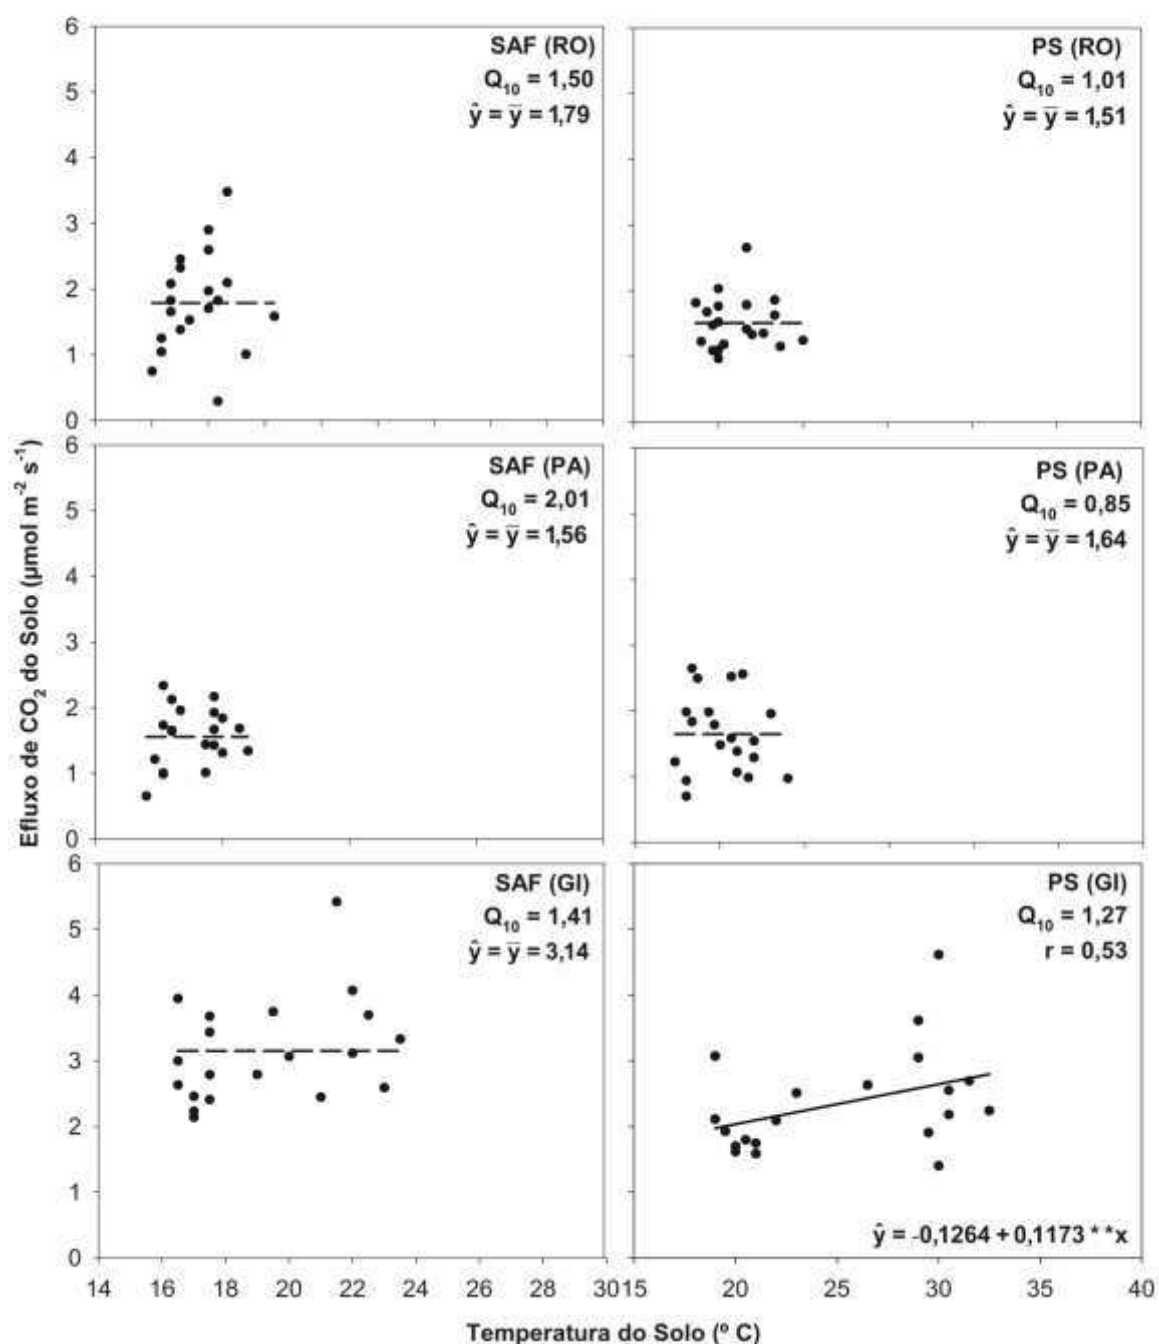 SAF (RO)
Q₁₀ = 1,50
ŷ = ȳ = 1,79
6
5
4
3
2
1
0
PS (RO)
Q₁₀ = 1,01
ŷ = ȳ = 1,51
SAF (PA)
Q₁₀ = 2,01
ŷ = ȳ = 1,56
6
5
4
3
2
1
0
PS (PA)
Q₁₀ = 0,85
ŷ = ȳ = 1,64
SAF (GI)
Q₁₀ = 1,41
ŷ = ȳ = 3,14
6
5
4
3
2
1
0
14 16 18 20 22 24 26 28 30
PS (GI)
Q₁₀ = 1,27
r = 0,53
ŷ = -0,1264 + 0,1173 **x
15 20 25 30 35 40
Efluxo de CO₂ do Solo (μmol m⁻² s⁻¹)
Temperatura do Solo (º C)